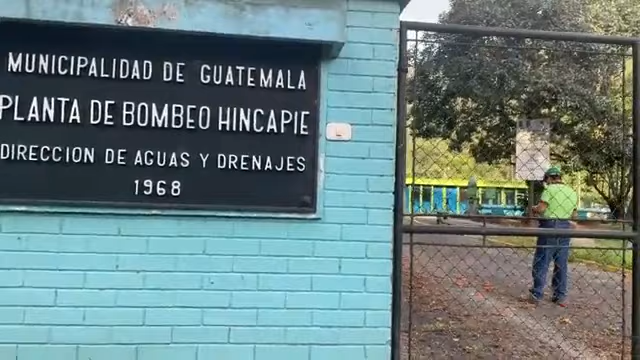 MUNICIPALIDAD DE GUATEMALA
PLANTA DE BOMBEO HINCAPIE
DIRECCION DE AGUAS Y DRENAJES
1968